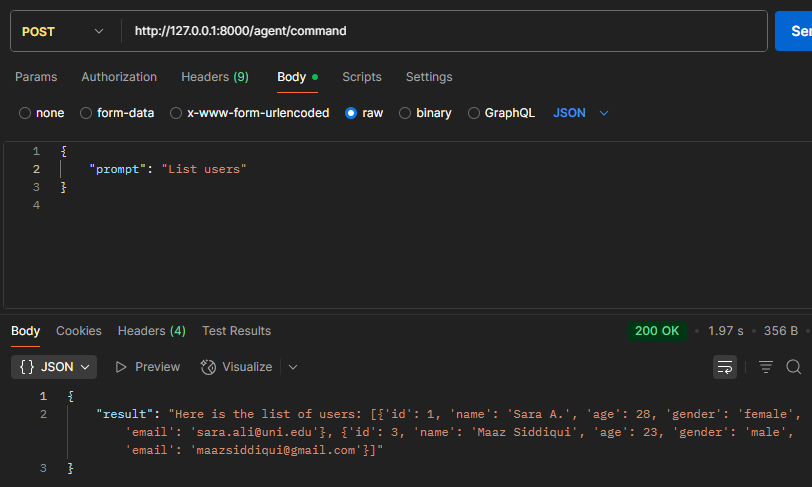 POST http://127.0.0.1:8000/agent/command
Params Authorization Headers (9) Body Scripts Settings
none form-data x-www-form-urlencoded raw binary GraphQL JSON
1 {
2 "prompt": "List users"
3 }
4
Body Cookies Headers (4) Test Results 200 OK • 1.97 s • 356 B •
{} JSON Preview Visualize
1 {
2 "result": "Here is the list of users: [{'id': 1, 'name': 'Sara A.', 'age': 28, 'gender': 'female',
'email': 'sara.ali@uni.edu'}, {'id': 3, 'name': 'Maaz Siddiqui', 'age': 23, 'gender': 'male',
'email': 'maazsiddiqui@gmail.com'}]"
3 }